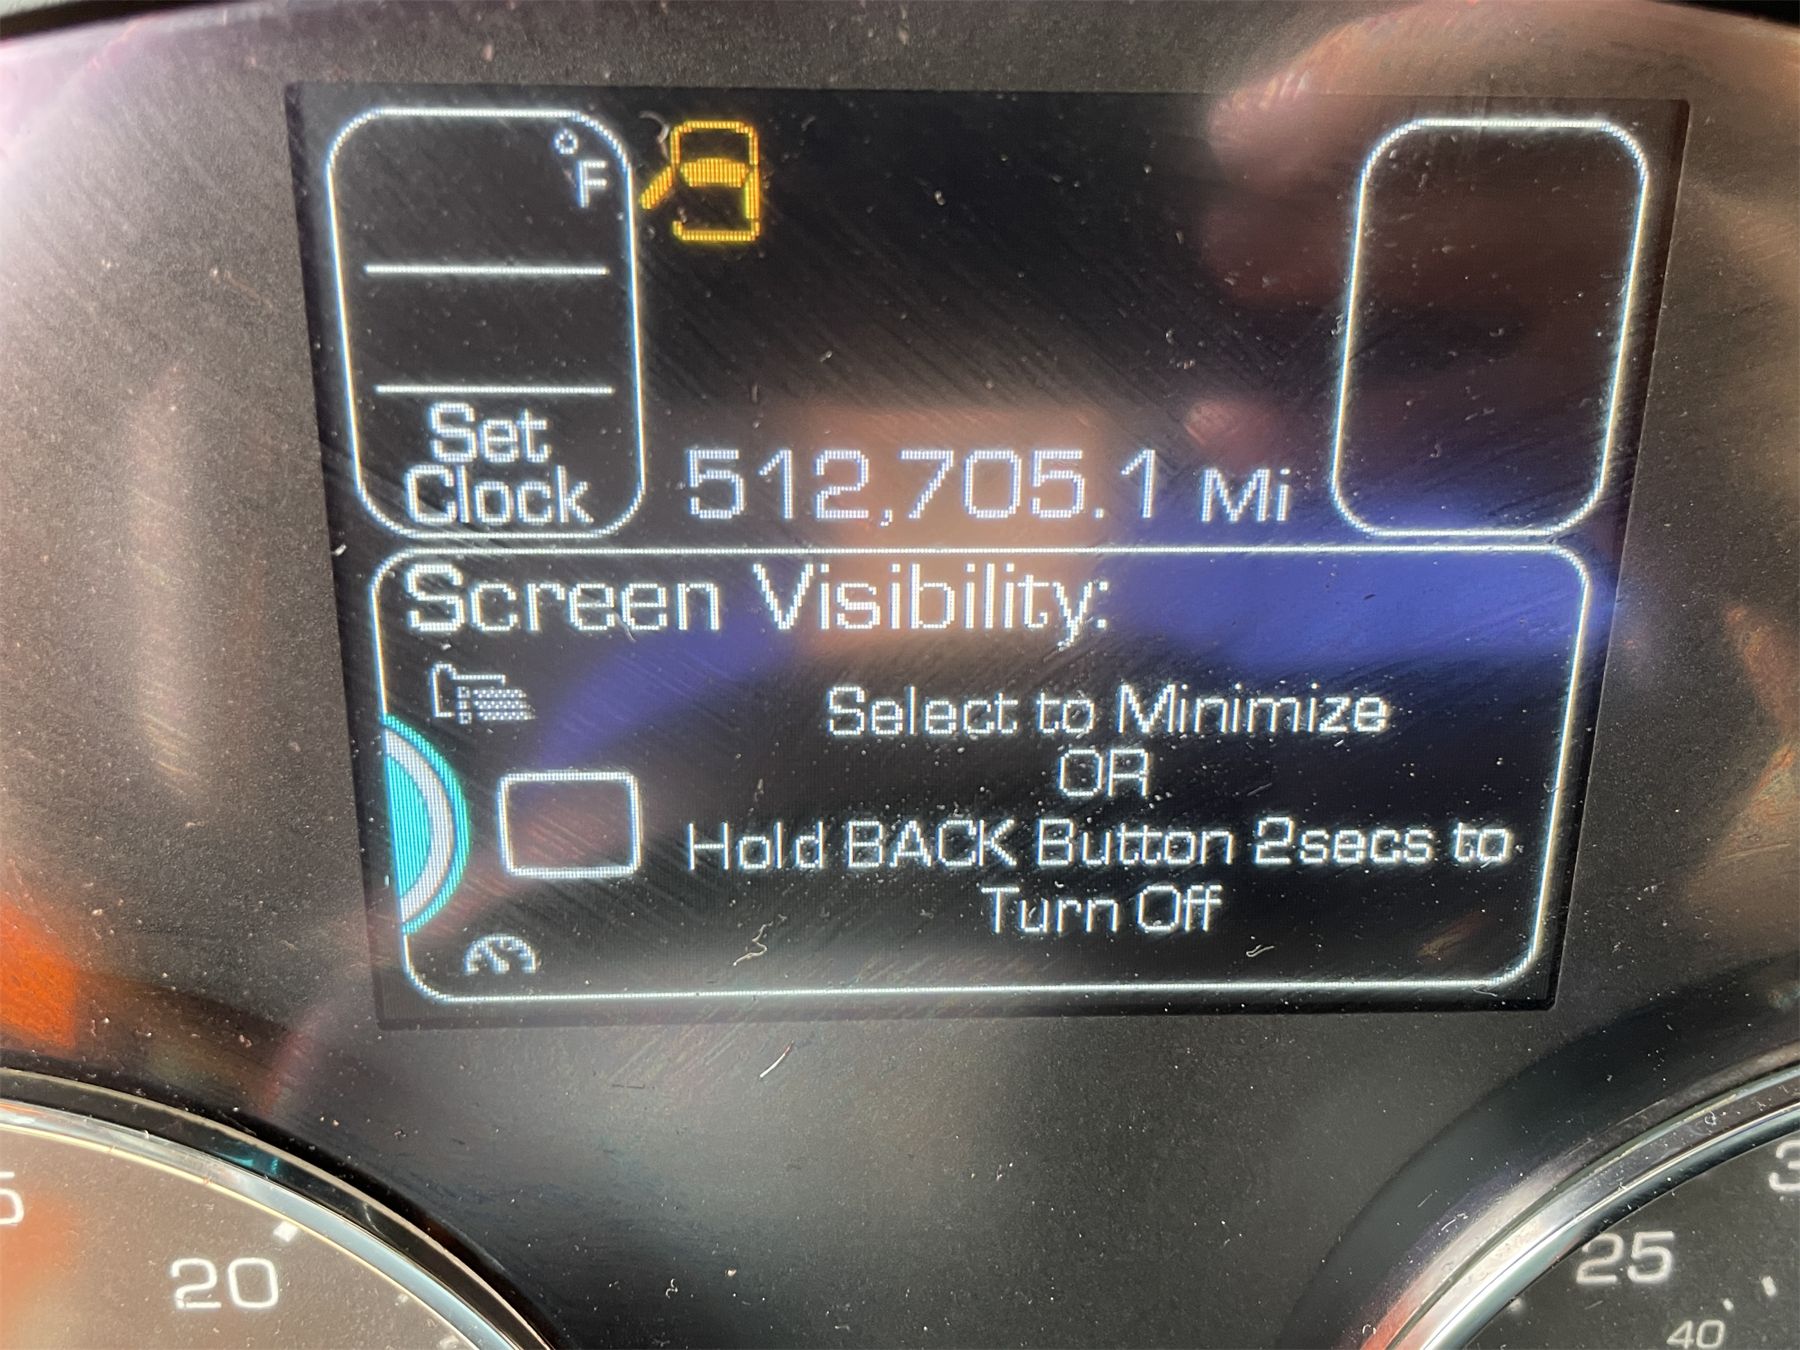 °F
Set
Clock
512,705.1 Mi
Screen Visibility:
Select to Minimize
OR
Hold BACK Button 2secs to
Turn Off
20
25
40